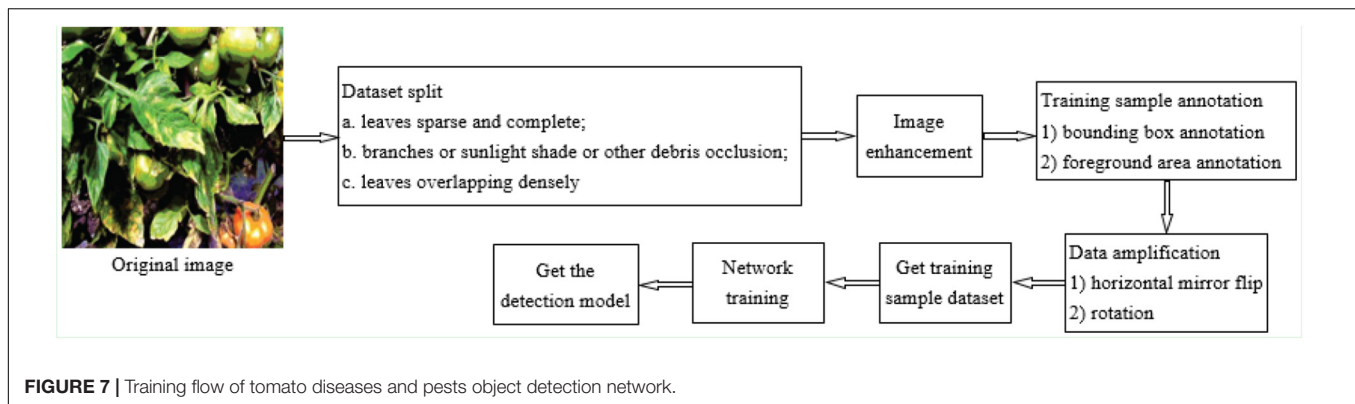 Original image
Dataset split
a. leaves sparse and complete;
b. branches or sunlight shade or other debris occlusion;
c. leaves overlapping densely
Image
enhancement
Training sample annotation
1) bounding box annotation
2) foreground area annotation
Data amplification
1) horizontal mirror flip
2) rotation
Get training
sample dataset
Network
training
Get the
detection model
FIGURE 7 | Training flow of tomato diseases and pests object detection network.